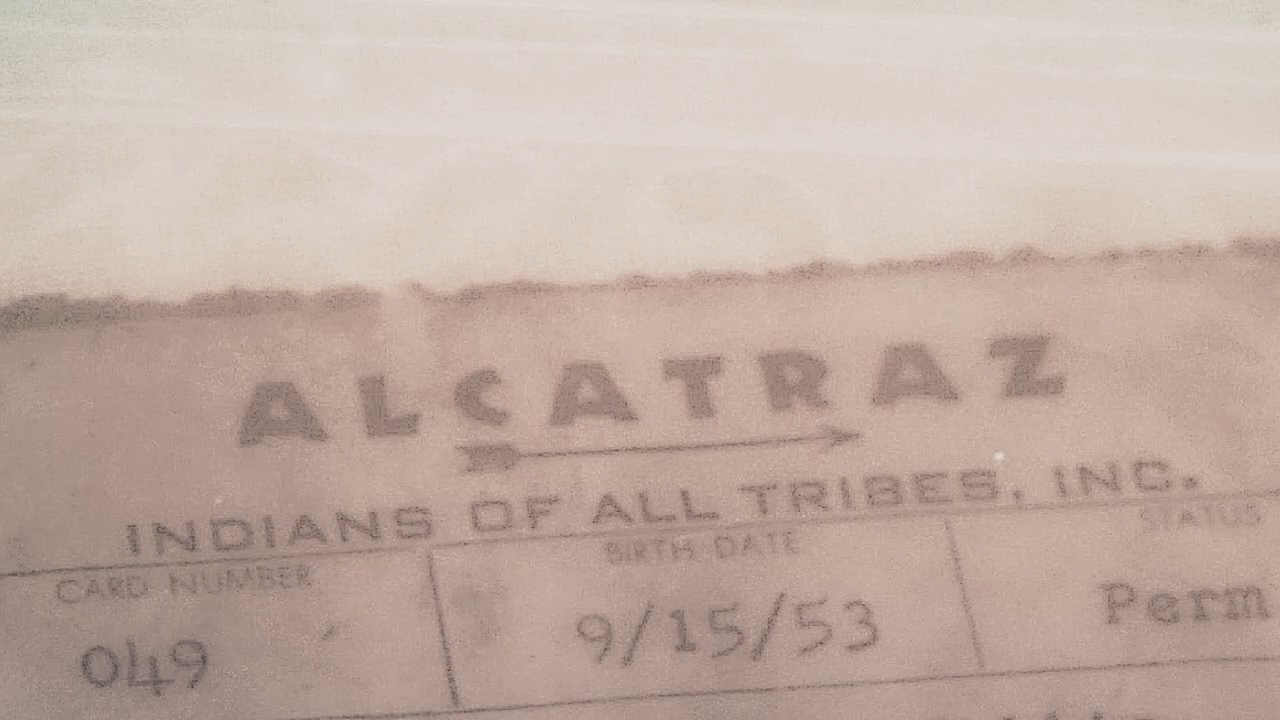 ALCATRAZ
INDIANS OF ALL TRIBES, INC.
CARD NUMBER BIRTH DATE STATUS
049 9/15/53 Perm